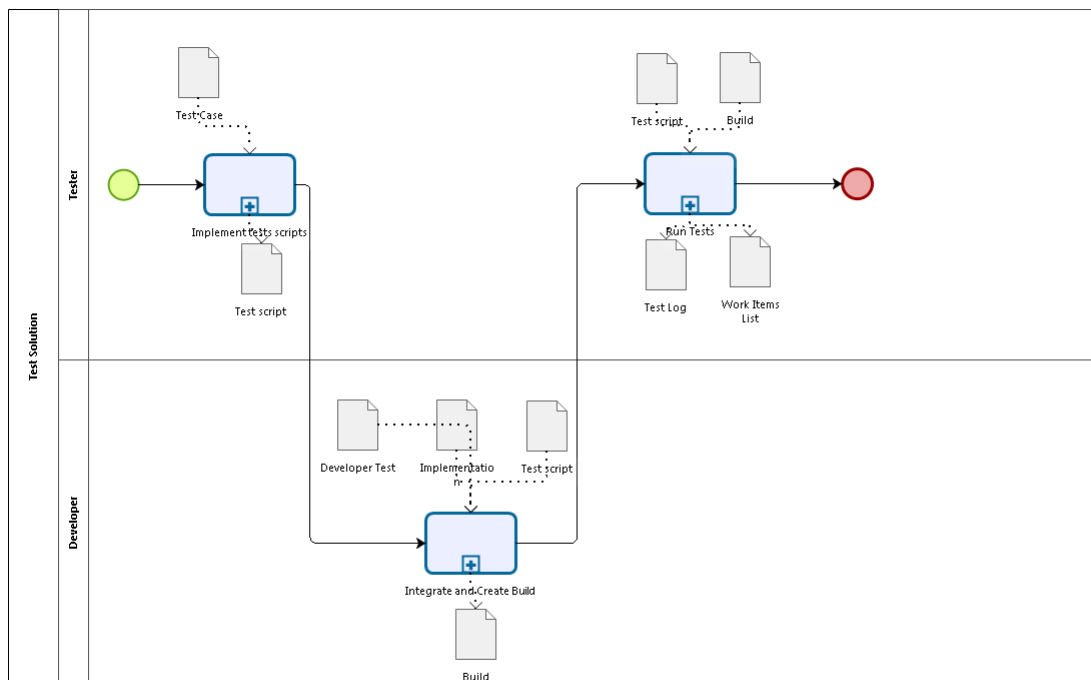 Test Solution
Tester
Test Case
Implement tests scripts
Test script
Test script
Build
Run Tests
Test Log
Work Items
List
Developer
Developer Test
Implementatio
n
Test script
Integrate and Create Build
Build